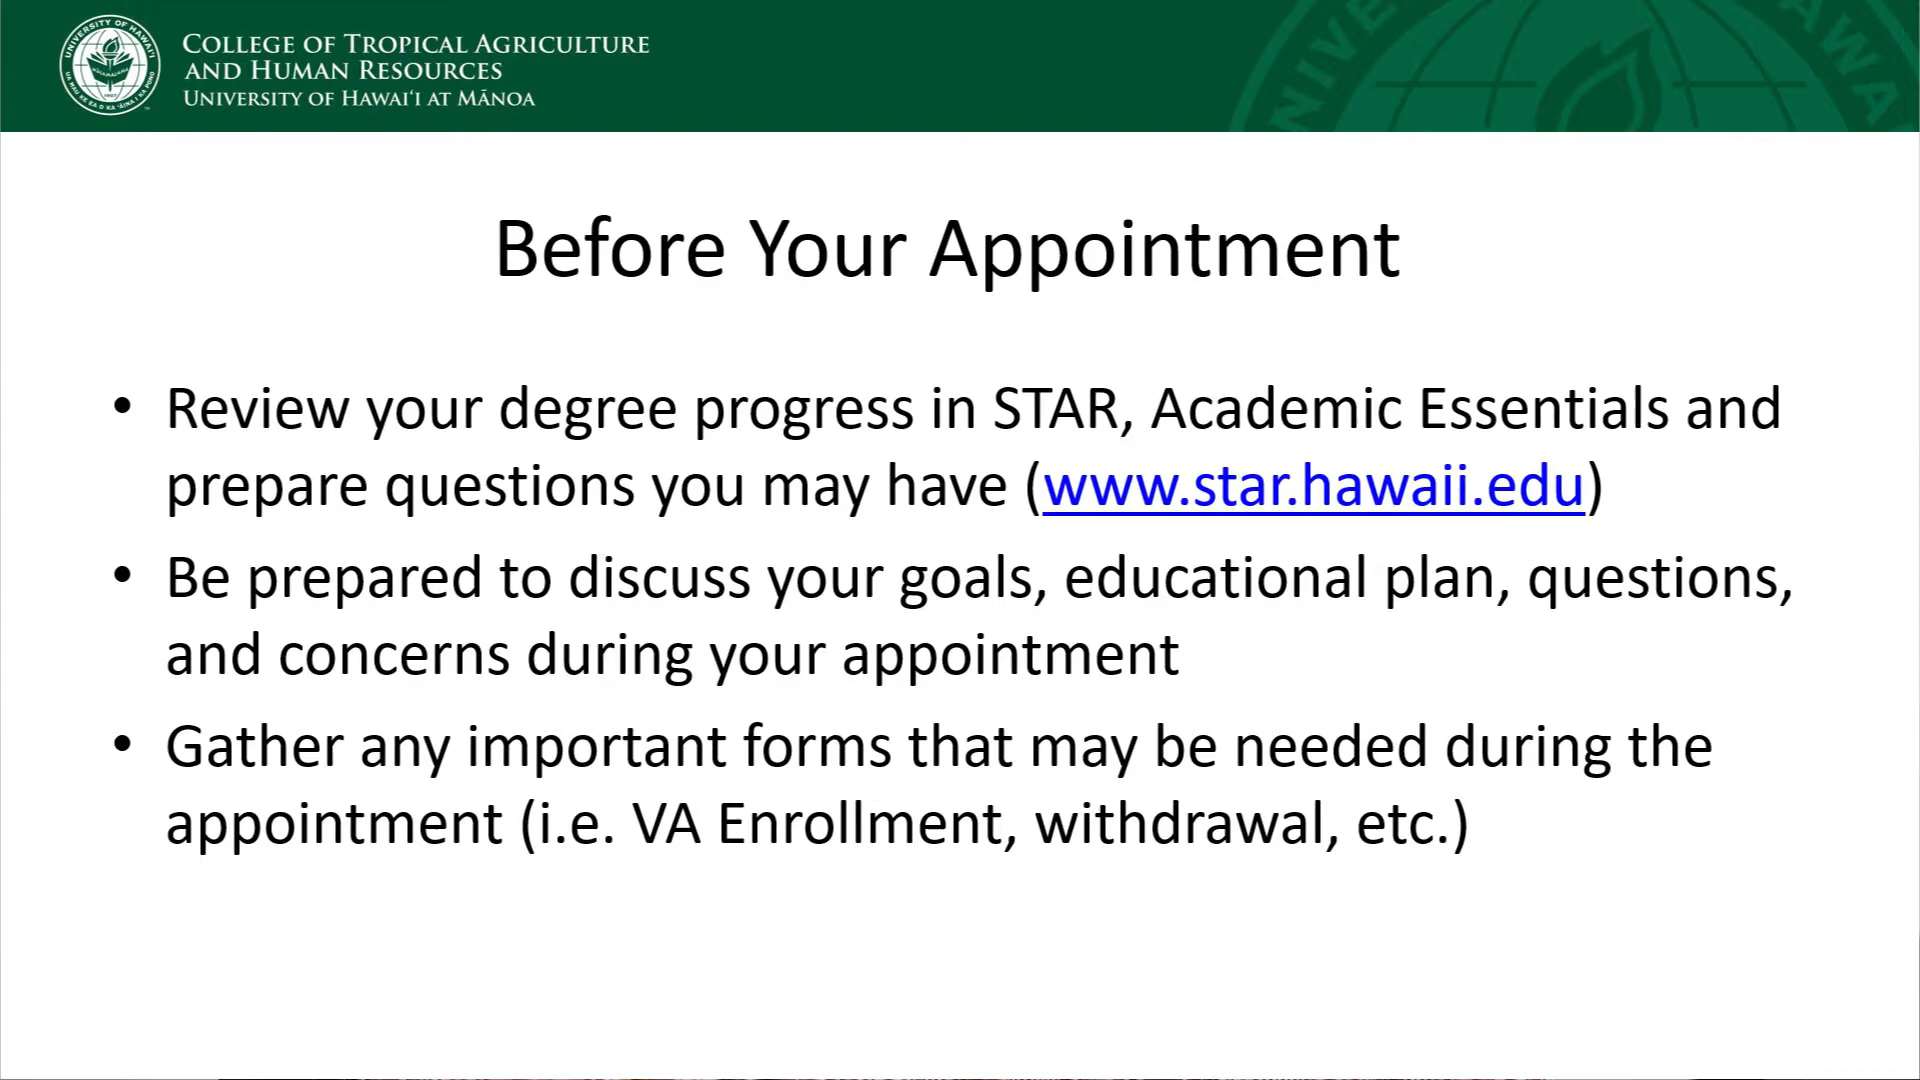 COLLEGE OF TROPICAL AGRICULTURE
AND HUMAN RESOURCES
UNIVERSITY OF HAWAIʻI AT MĀNOA
Before Your Appointment
• Review your degree progress in STAR, Academic Essentials and
prepare questions you may have (www.star.hawaii.edu)
• Be prepared to discuss your goals, educational plan, questions,
and concerns during your appointment
• Gather any important forms that may be needed during the
appointment (i.e. VA Enrollment, withdrawal, etc.)